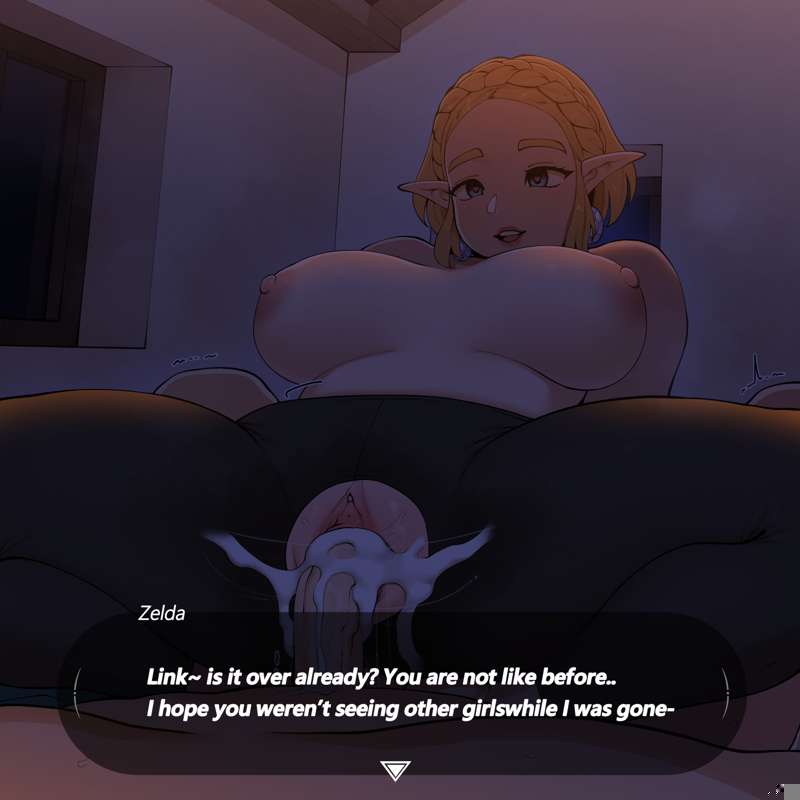 Zelda
Link~ is it over already? You are not like before..
I hope you weren't seeing other girlswhile I was gone-